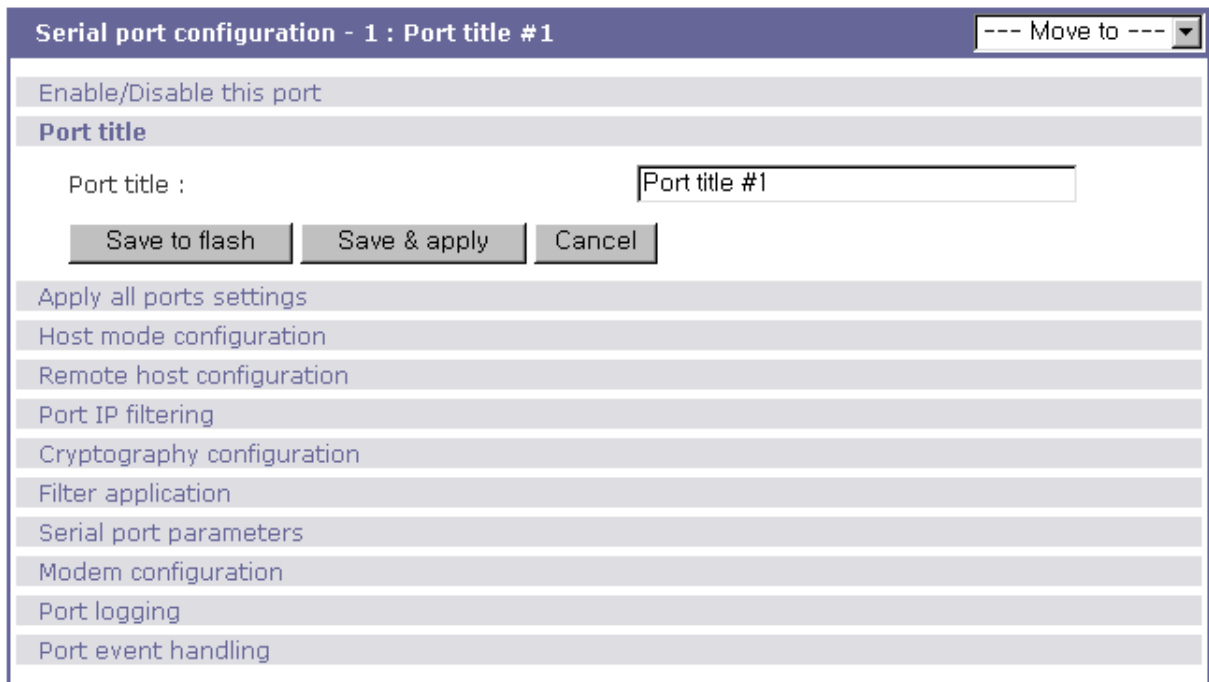 Serial port configuration - 1 : Port title #1 --- Move to ---
Enable/Disable this port
Port title
Port title : Port title #1
Save to flash Save & apply Cancel
Apply all ports settings
Host mode configuration
Remote host configuration
Port IP filtering
Cryptography configuration
Filter application
Serial port parameters
Modem configuration
Port logging
Port event handling